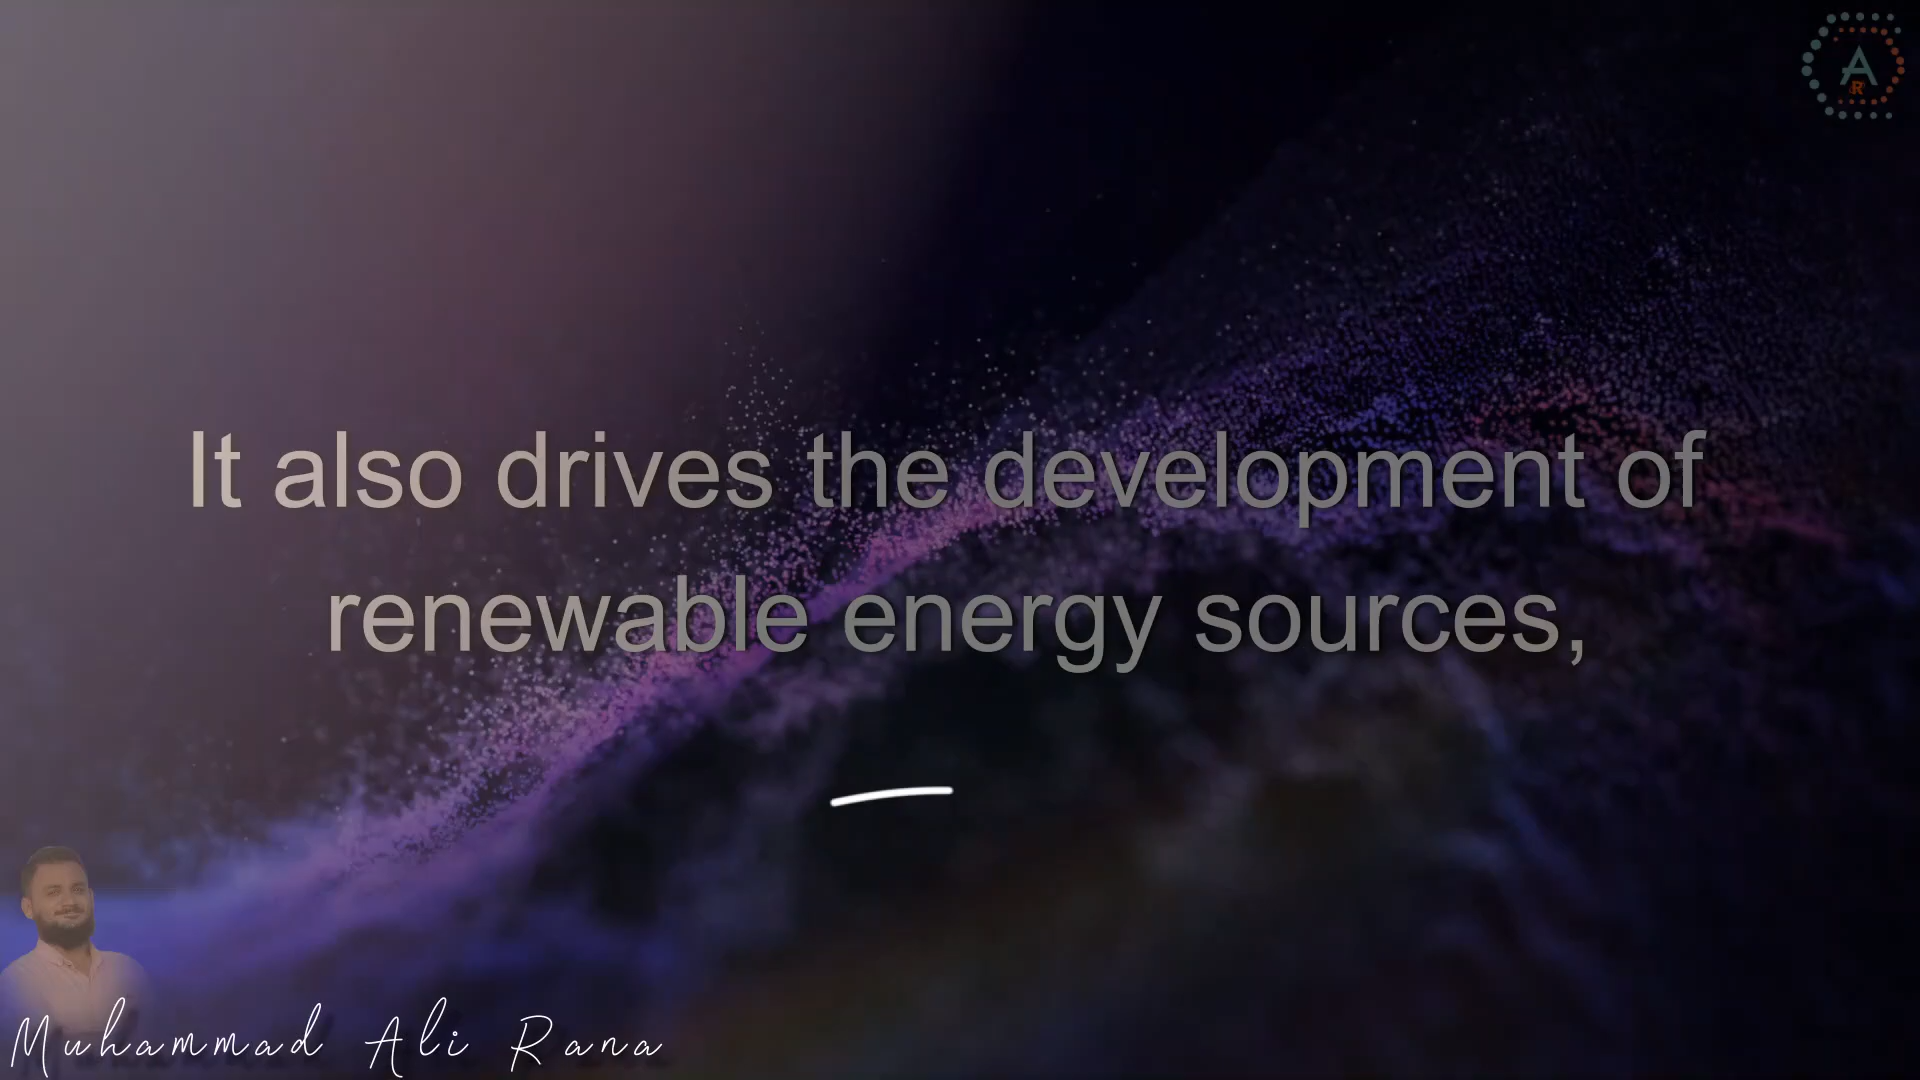 A
R
It also drives the development of
renewable energy sources,
Muhammad Ali Rana